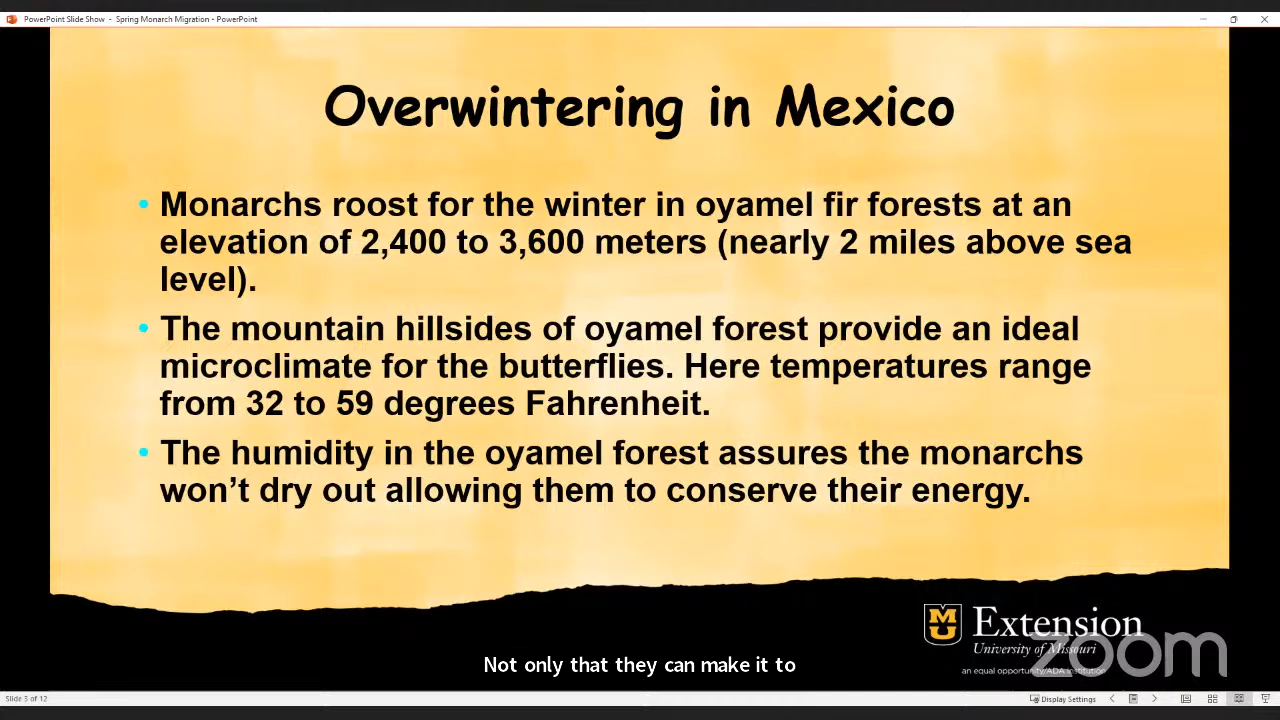 PowerPoint Slide Show - Spring Monarch Migration - PowerPoint
Overwintering in Mexico
• Monarchs roost for the winter in oyamel fir forests at an
elevation of 2,400 to 3,600 meters (nearly 2 miles above sea
level).
• The mountain hillsides of oyamel forest provide an ideal
microclimate for the butterflies. Here temperatures range
from 32 to 59 degrees Fahrenheit.
• The humidity in the oyamel forest assures the monarchs
won’t dry out allowing them to conserve their energy.
MU Extension
University of Missouri
an equal opportunity/ADA institution
zoom
Not only that they can make it to
Slide 3 of 12
Display Settings